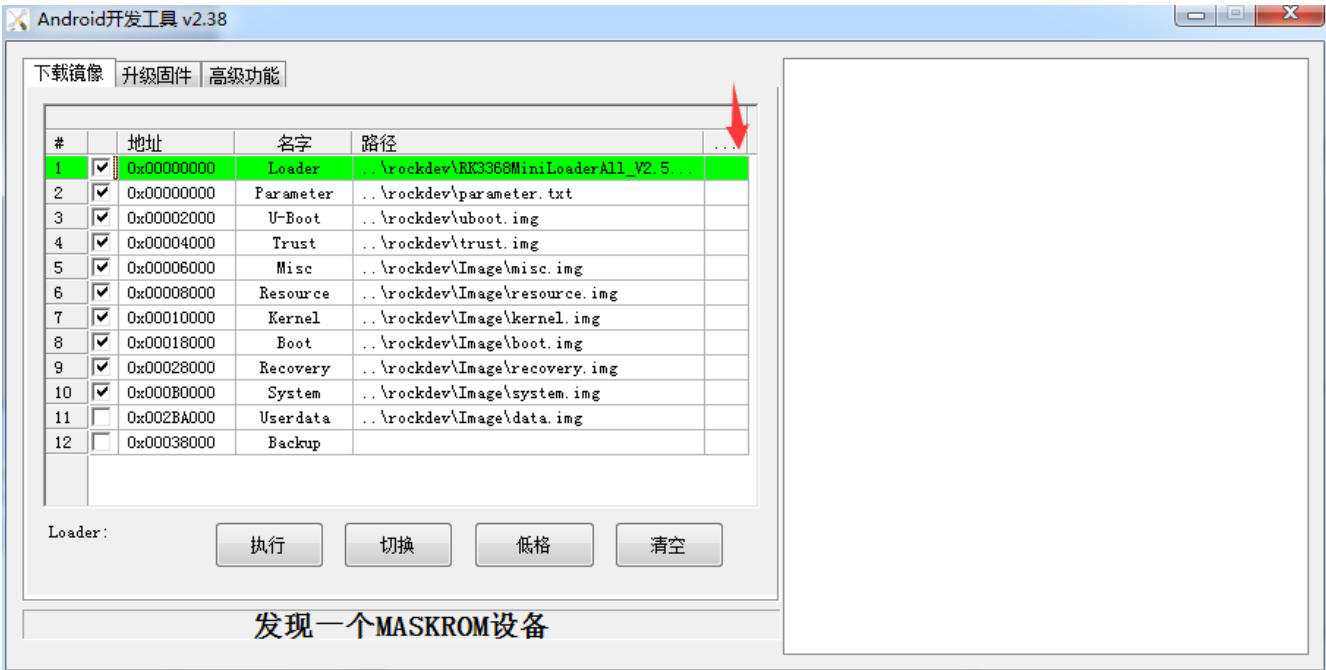 Android开发工具 v2.38
下载镜像 升级固件 高级功能
# 地址 名字 路径 ...
1 0x00000000 Loader ..\rockdev\RK3368MiniLoaderAll_V2.5...
2 0x00000000 Parameter ..\rockdev\parameter.txt
3 0x00002000 U-Boot ..\rockdev\uboot.img
4 0x00004000 Trust ..\rockdev\trust.img
5 0x00006000 Misc ..\rockdev\Image\misc.img
6 0x00008000 Resource ..\rockdev\Image\resource.img
7 0x00010000 Kernel ..\rockdev\Image\kernel.img
8 0x00018000 Boot ..\rockdev\Image\boot.img
9 0x00028000 Recovery ..\rockdev\Image\recovery.img
10 0x000B0000 System ..\rockdev\Image\system.img
11 0x002BA000 Userdata ..\rockdev\Image\data.img
12 0x00038000 Backup
Loader: 执行 切换 低格 清空
发现一个MASKROM设备